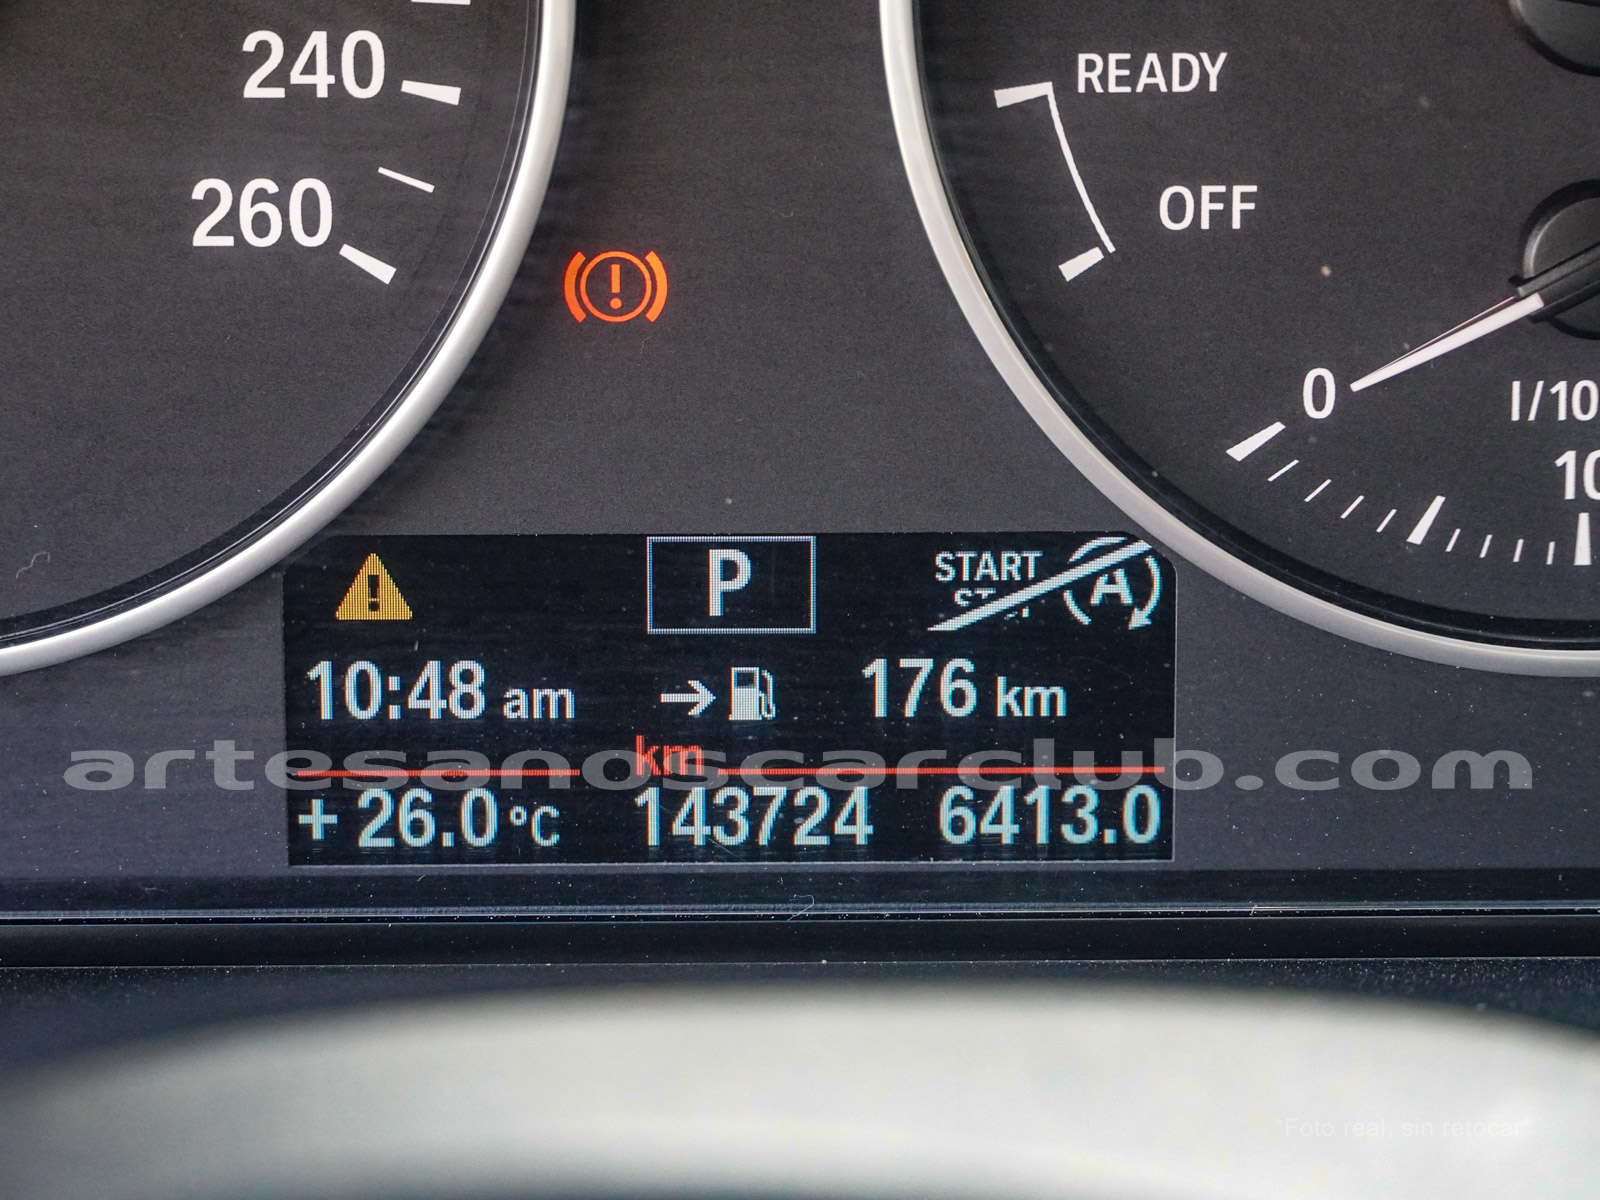 240
260
READY
OFF
0
l/10
10
P
START
A
10:48 am
176 km
km
artesanoscarclub.com
+ 26.0 °C
143724
6413.0
"Foto real, sin retocar"